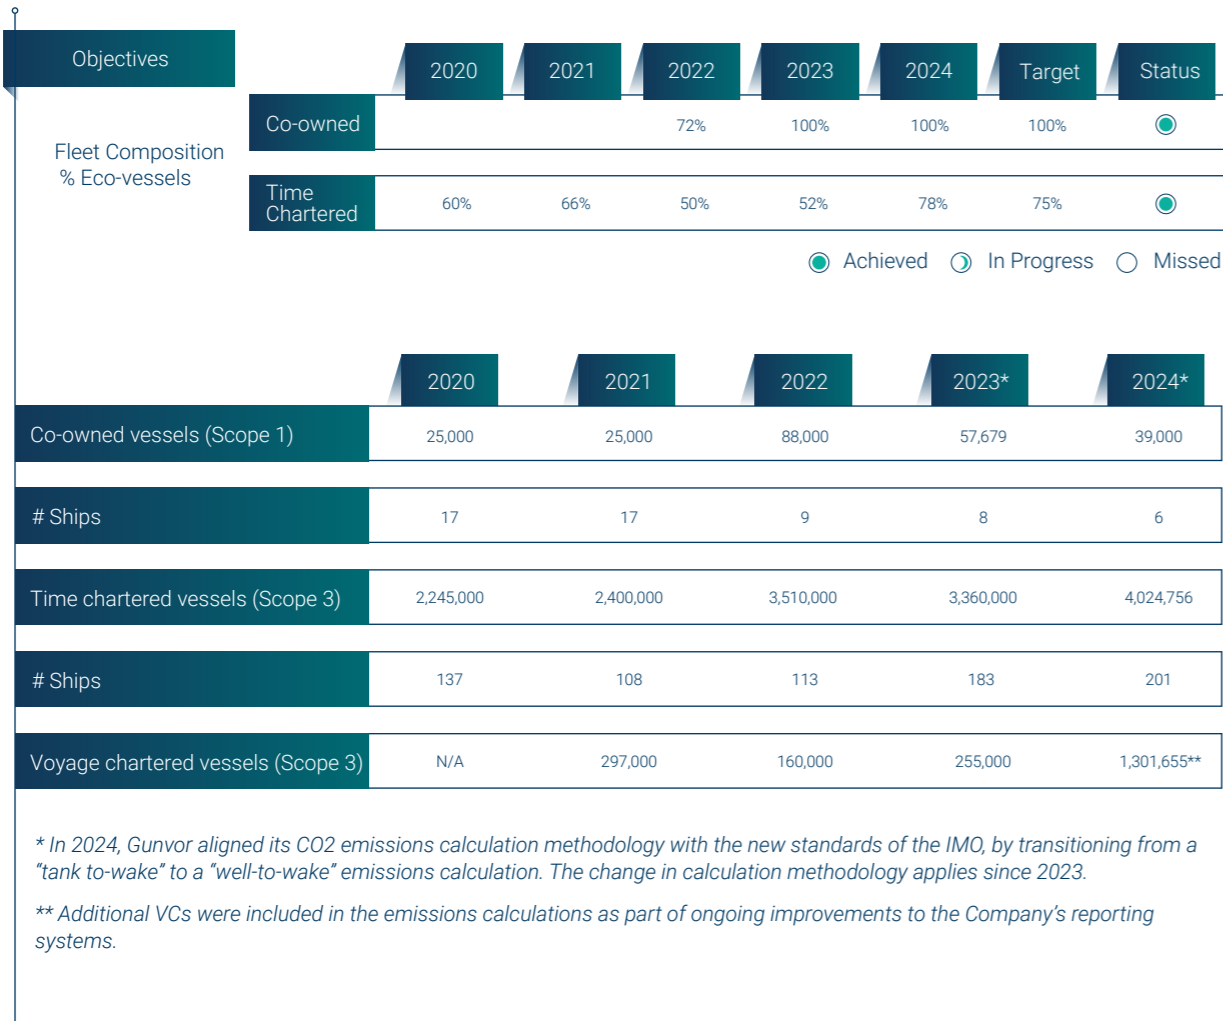 Objectives
2020 2021 2022 2023 2024 Target Status
Co-owned 72% 100% 100% 100%
Fleet Composition
% Eco-vessels
Time
Chartered 60% 66% 50% 52% 78% 75%
Achieved In Progress Missed
2020 2021 2022 2023* 2024*
Co-owned vessels (Scope 1) 25,000 25,000 88,000 57,679 39,000
# Ships 17 17 9 8 6
Time chartered vessels (Scope 3) 2,245,000 2,400,000 3,510,000 3,360,000 4,024,756
# Ships 137 108 113 183 201
Voyage chartered vessels (Scope 3) N/A 297,000 160,000 255,000 1,301,655**
* In 2024, Gunvor aligned its CO2 emissions calculation methodology with the new standards of the IMO, by transitioning from a
“tank to-wake” to a “well-to-wake” emissions calculation. The change in calculation methodology applies since 2023.
** Additional VCs were included in the emissions calculations as part of ongoing improvements to the Company’s reporting
systems.